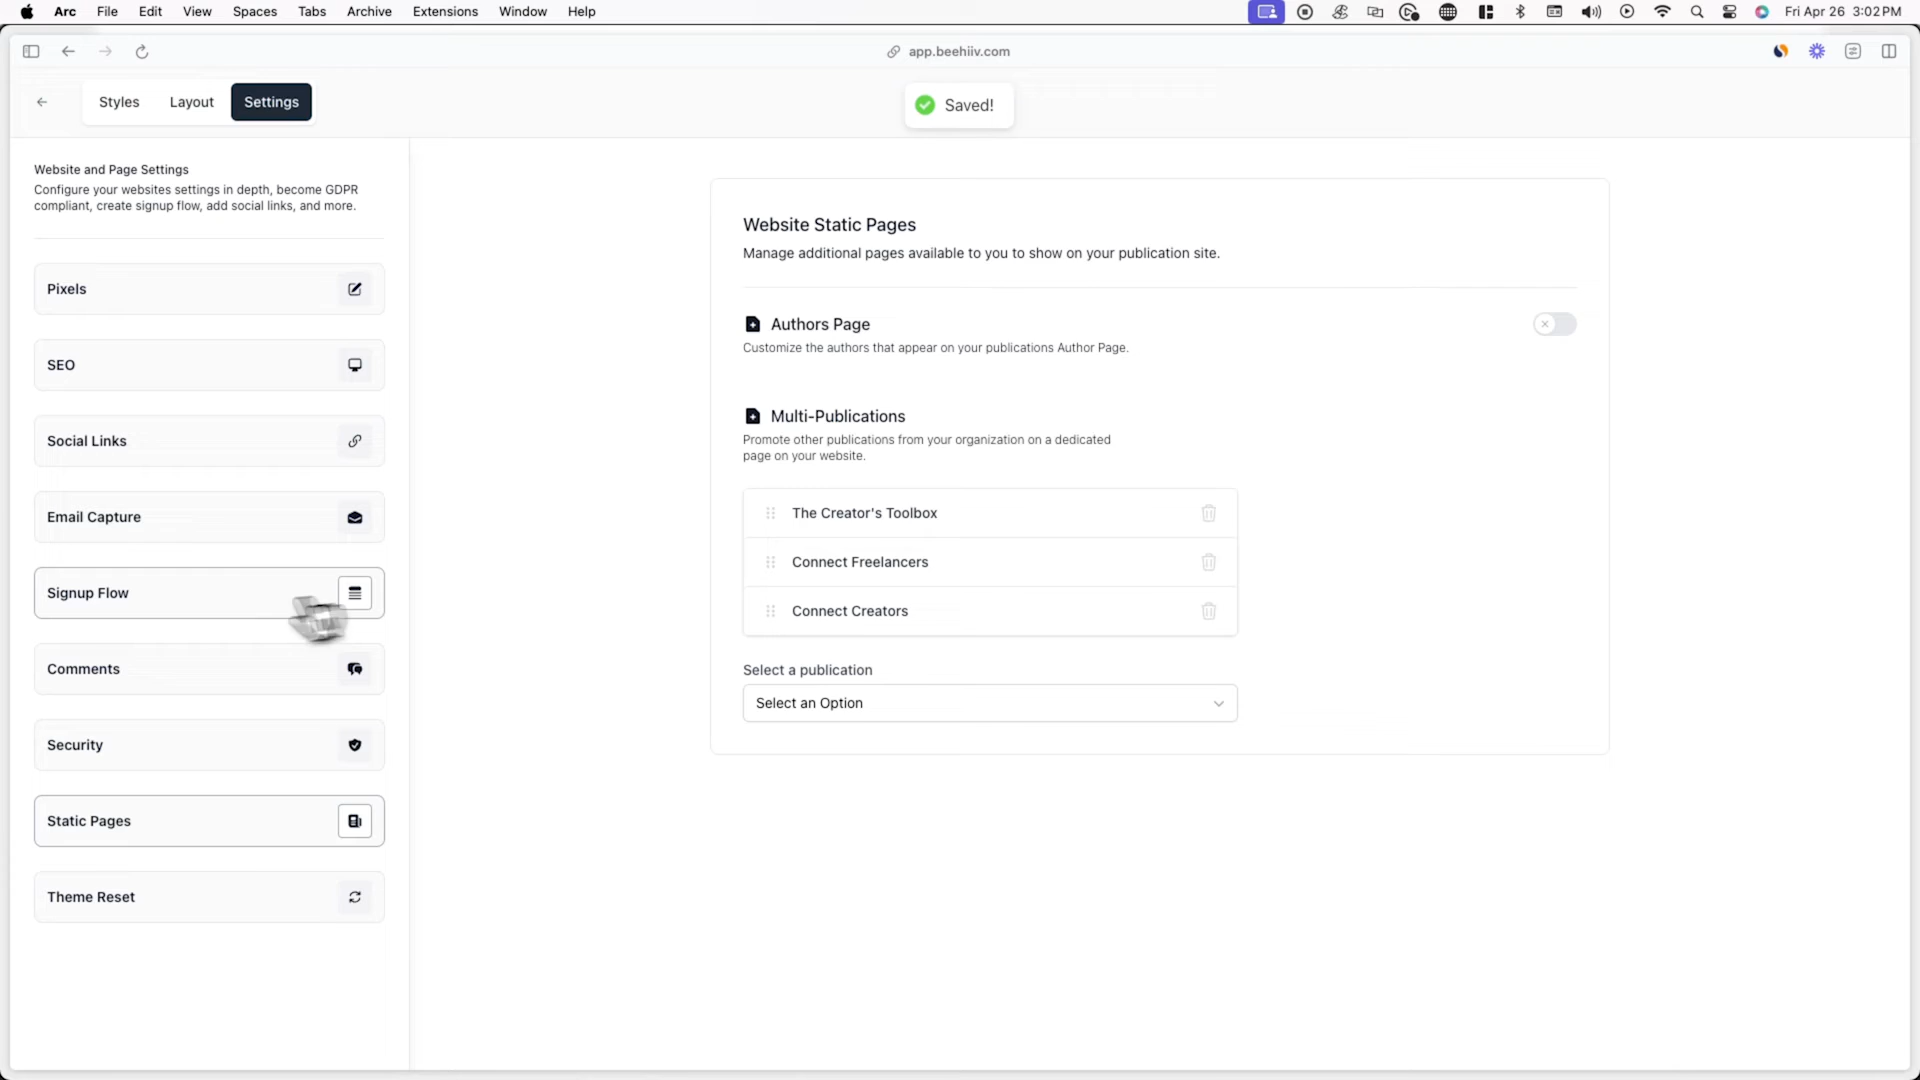 Arc File Edit View Spaces Tabs Archive Extensions Window Help Fri Apr 26 3:02 PM
app.beehiiv.com
Styles Layout Settings
Saved!
Website and Page Settings
Configure your websites settings in depth, become GDPR
compliant, create signup flow, add social links, and more.
Pixels
SEO
Social Links
Email Capture
Signup Flow
Comments
Security
Static Pages
Theme Reset
Website Static Pages
Manage additional pages available to you to show on your publication site.
Authors Page
Customize the authors that appear on your publications Author Page.
Multi-Publications
Promote other publications from your organization on a dedicated
page on your website.
The Creator's Toolbox
Connect Freelancers
Connect Creators
Select a publication
Select an Option